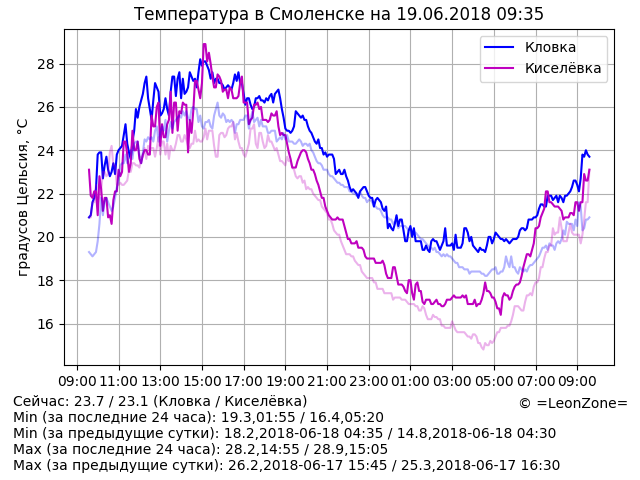 Температура в Смоленске на 19.06.2018 09:35
Кловка
Киселёвка
градусов Цельсия, °C
28
26
24
22
20
18
16
09:00 11:00 13:00 15:00 17:00 19:00 21:00 23:00 01:00 03:00 05:00 07:00 09:00
Сейчас: 23.7 / 23.1 (Кловка / Киселёвка)
© =LeonZone=
Min (за последние 24 часа): 19.3,01:55 / 16.4,05:20
Min (за предыдущие сутки): 18.2,2018-06-18 04:35 / 14.8,2018-06-18 04:30
Max (за последние 24 часа): 28.2,14:55 / 28.9,15:05
Max (за предыдущие сутки): 26.2,2018-06-17 15:45 / 25.3,2018-06-17 16:30